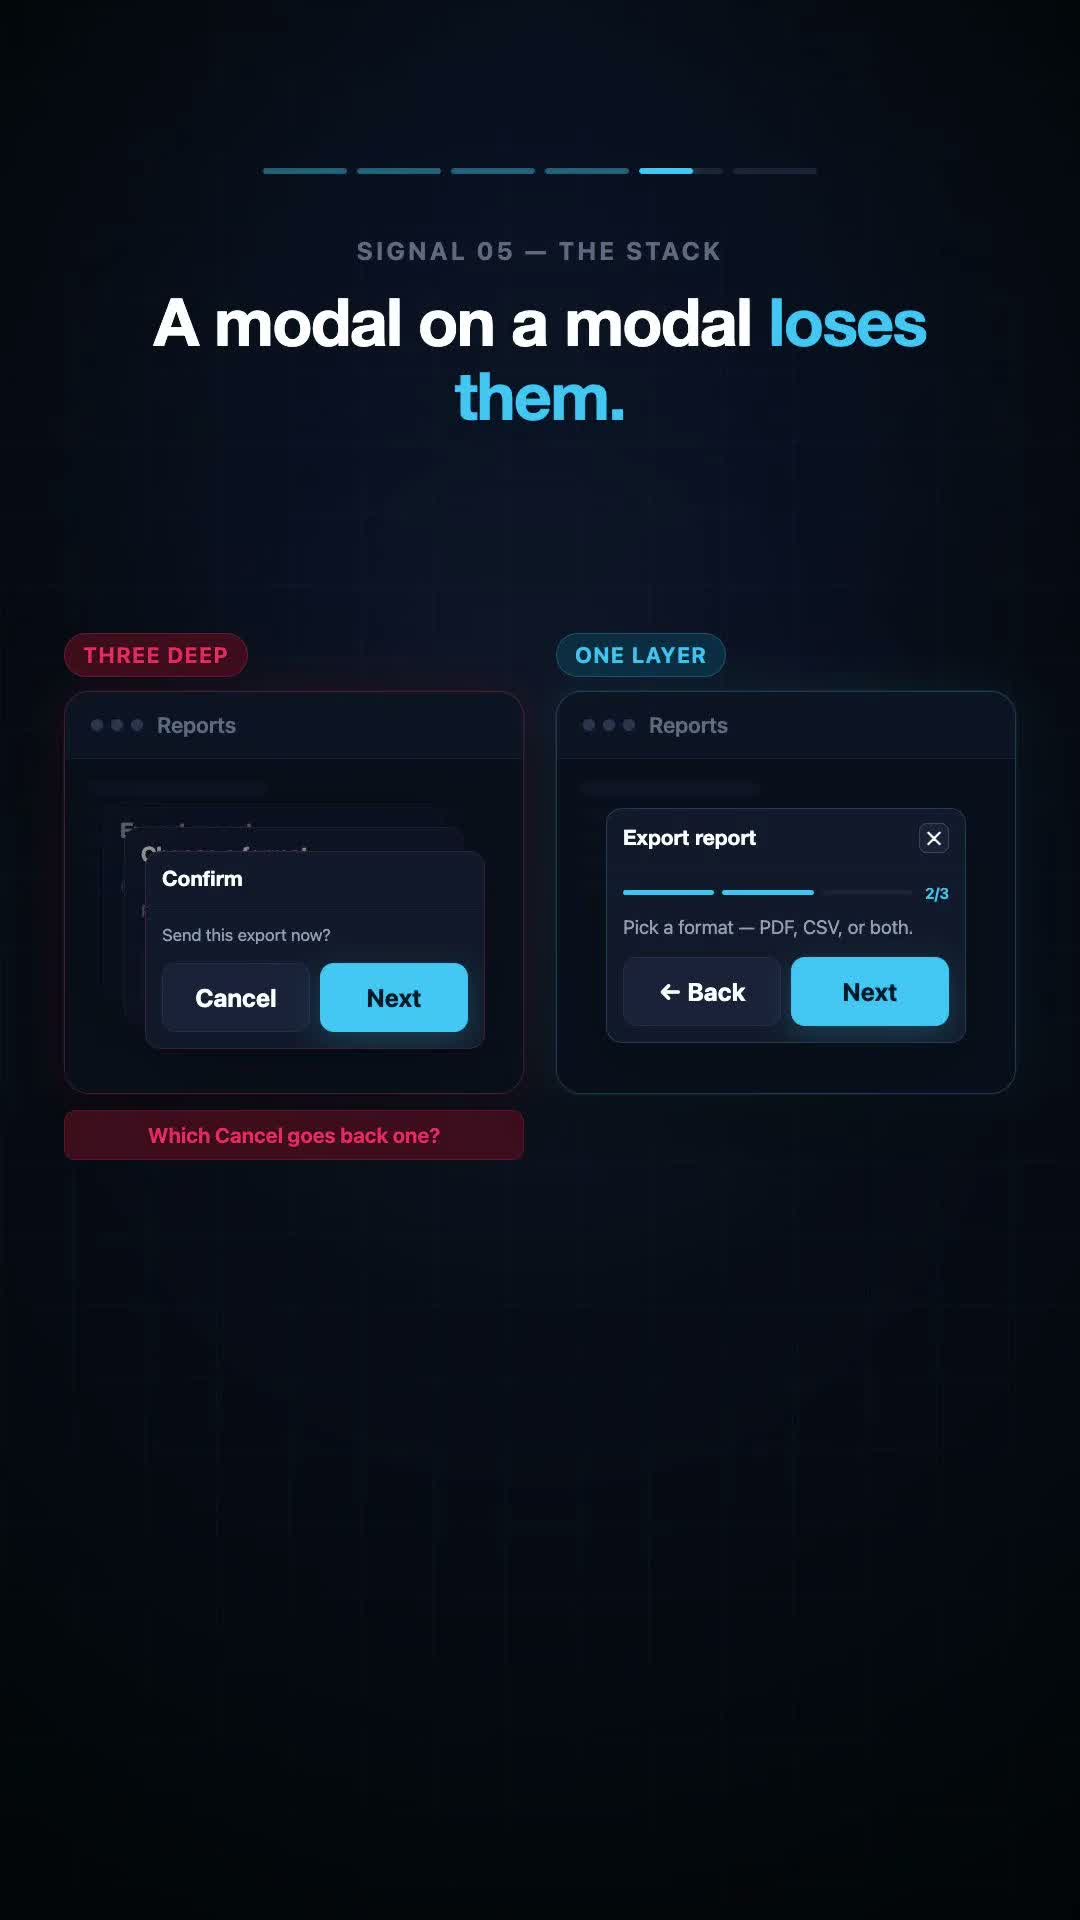 SIGNAL 05 — THE STACK
A modal on a modal loses
them.
THREE DEEP
Reports
Confirm
Send this export now?
Cancel
Next
Which Cancel goes back one?
ONE LAYER
Reports
Export report
2/3
Pick a format — PDF, CSV, or both.
← Back
Next